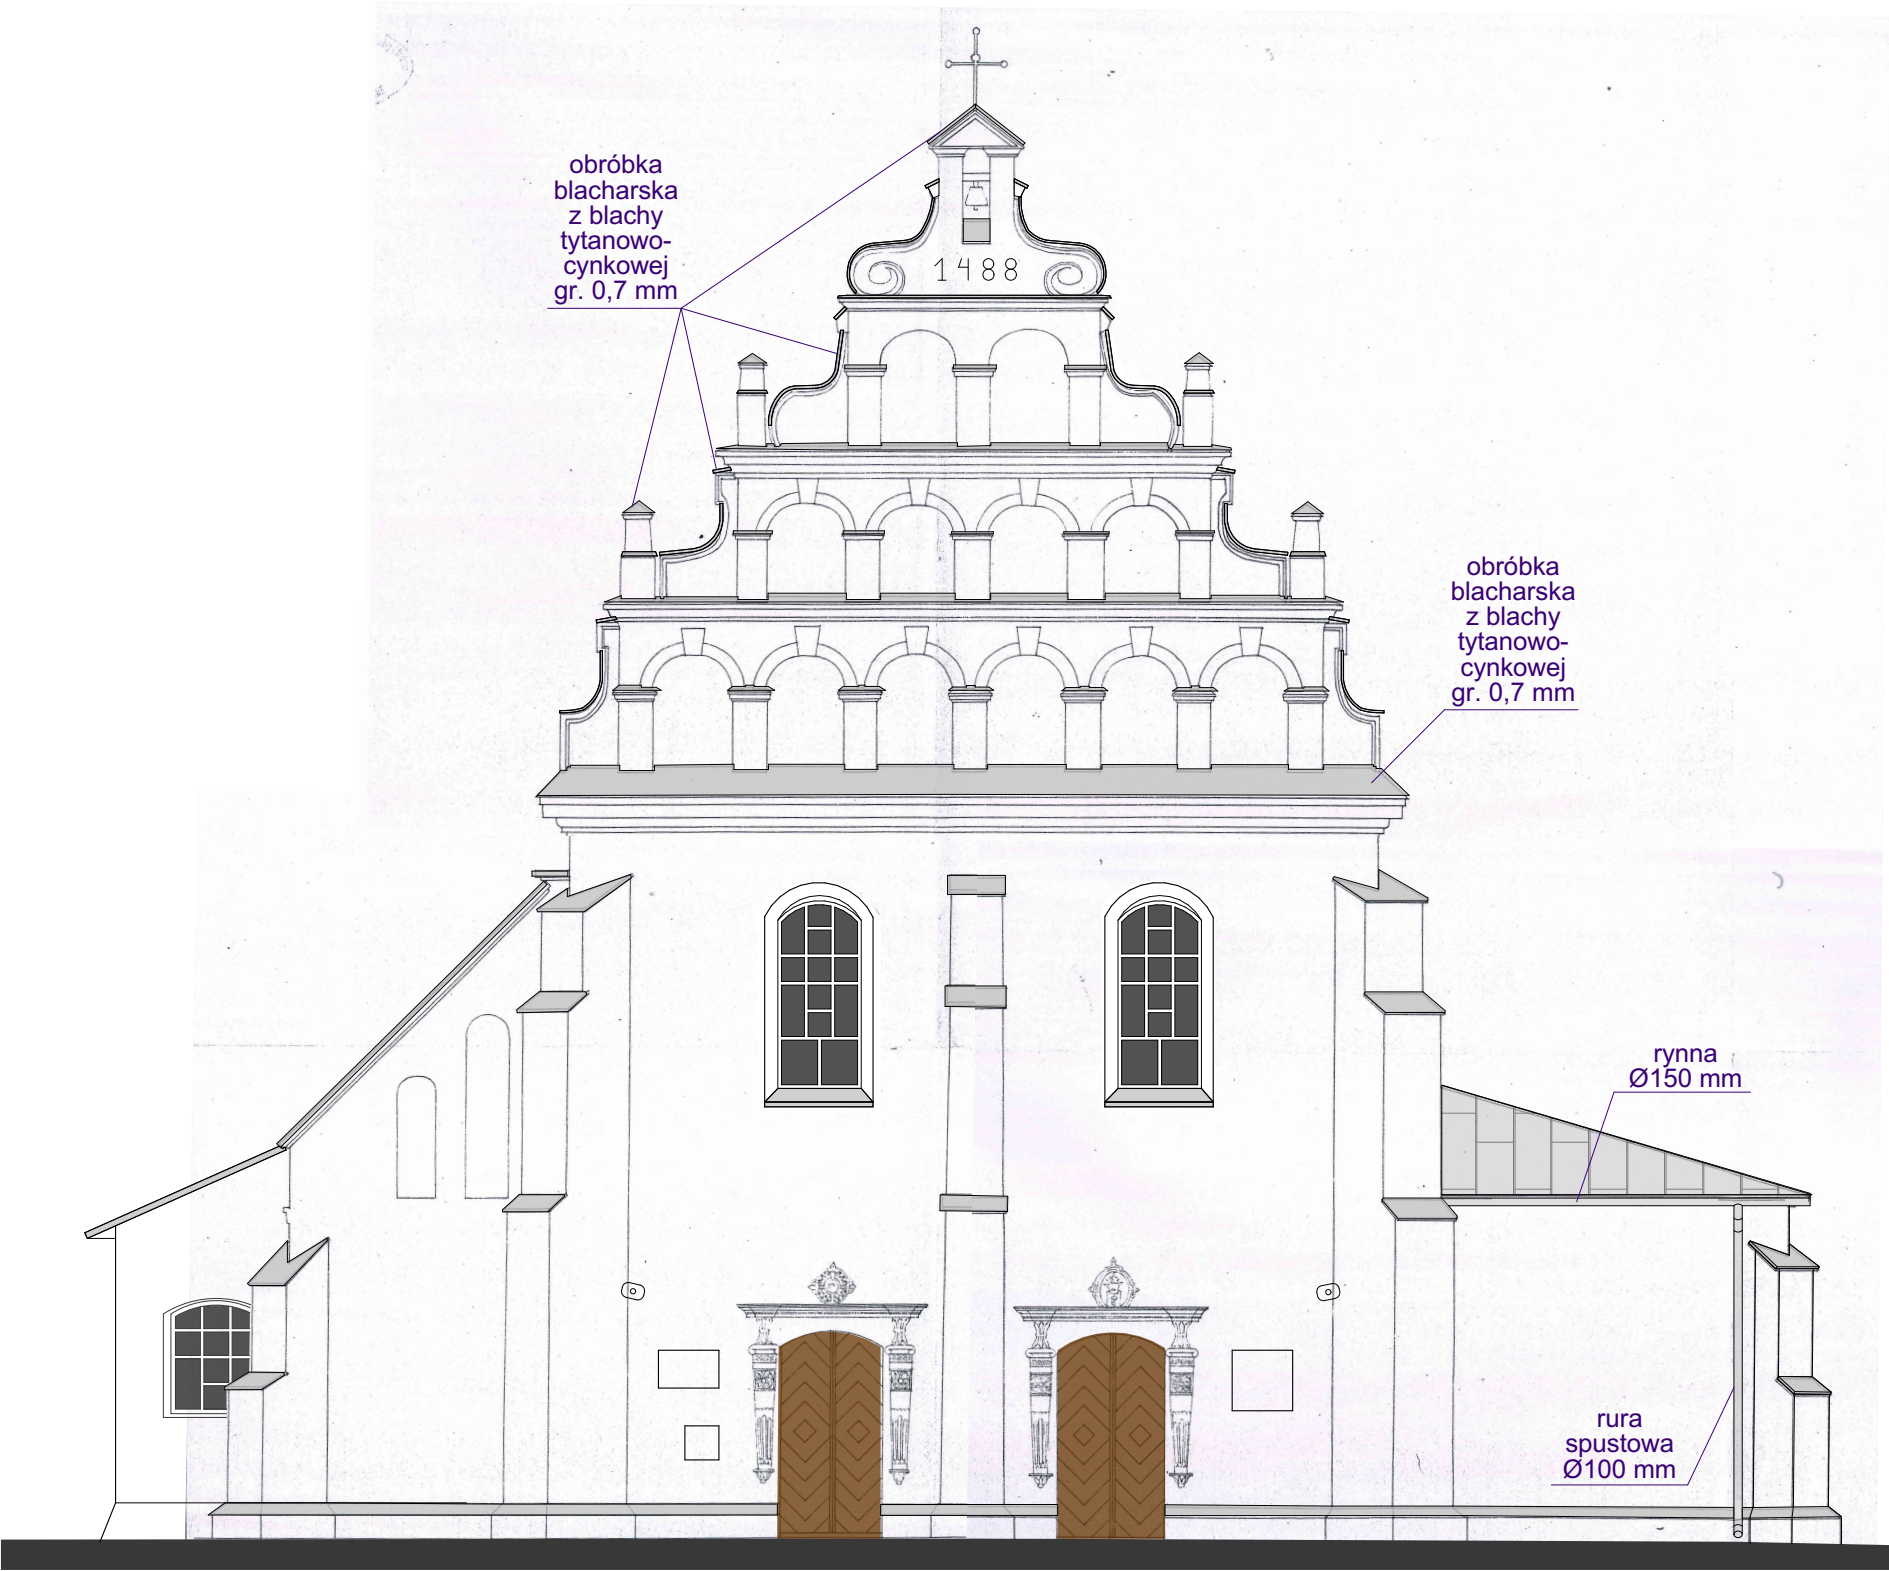 obróbka
blacharska
z blachy
tytanowo-
cynkowej
gr. 0,7 mm
1488
obróbka
blacharska
z blachy
tytanowo-
cynkowej
gr. 0,7 mm
rynna
Ø150 mm
rura
spustowa
Ø100 mm